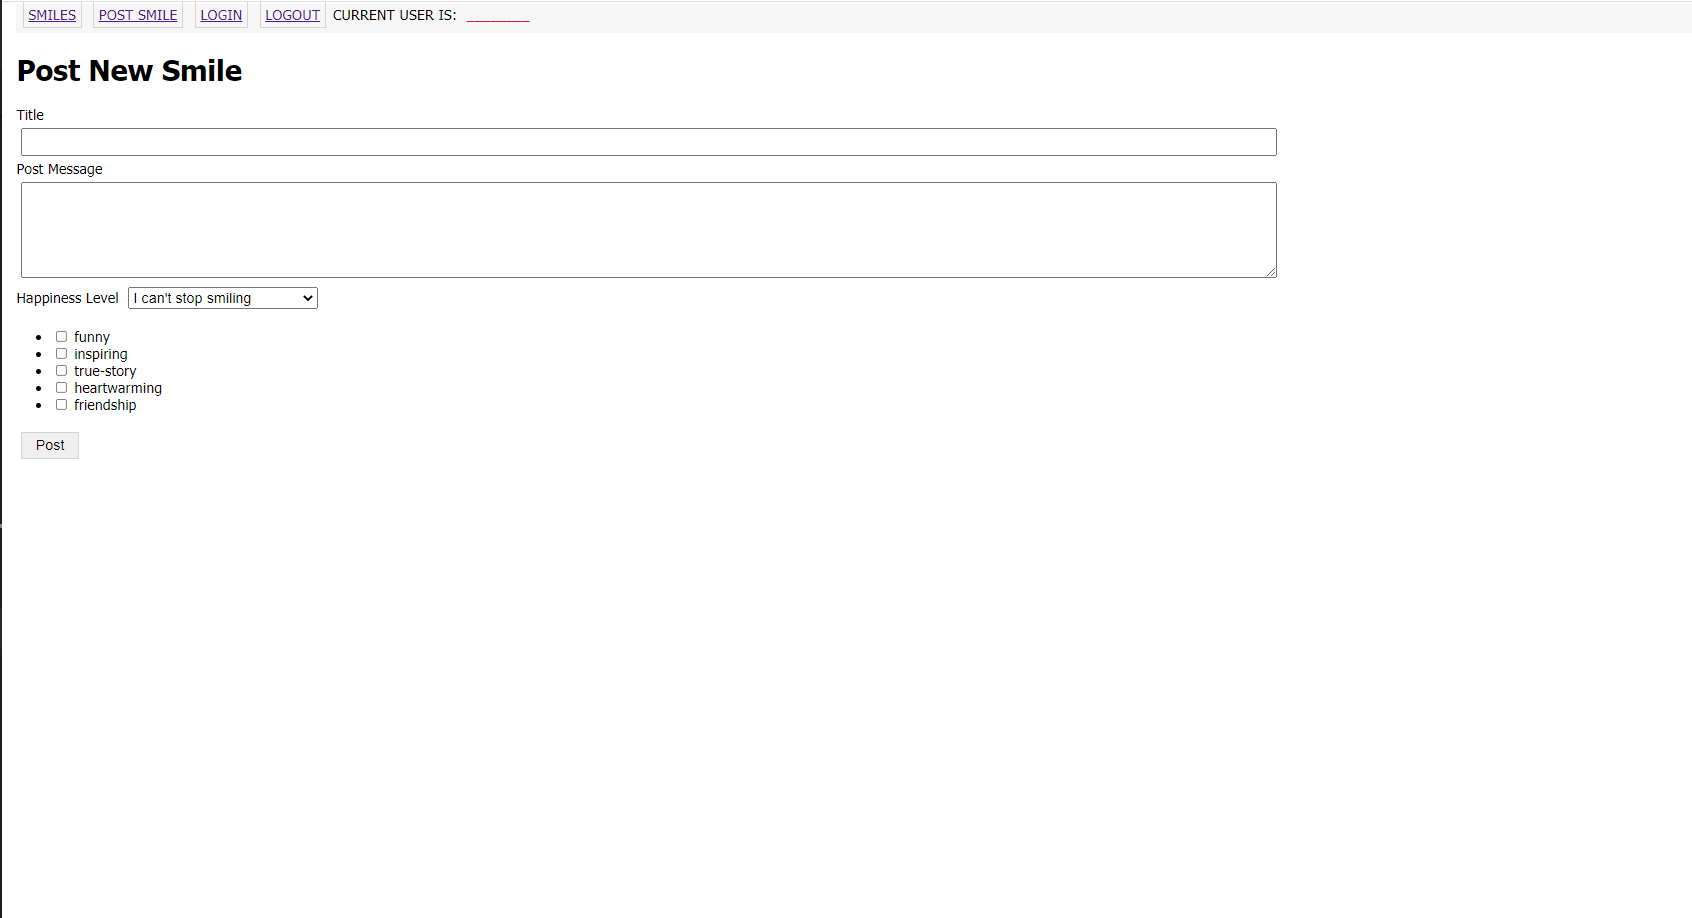 SMILES POST SMILE LOGIN LOGOUT CURRENT USER IS: ________
Post New Smile
Title
Post Message
Happiness Level I can't stop smiling
funny
inspiring
true-story
heartwarming
friendship
Post